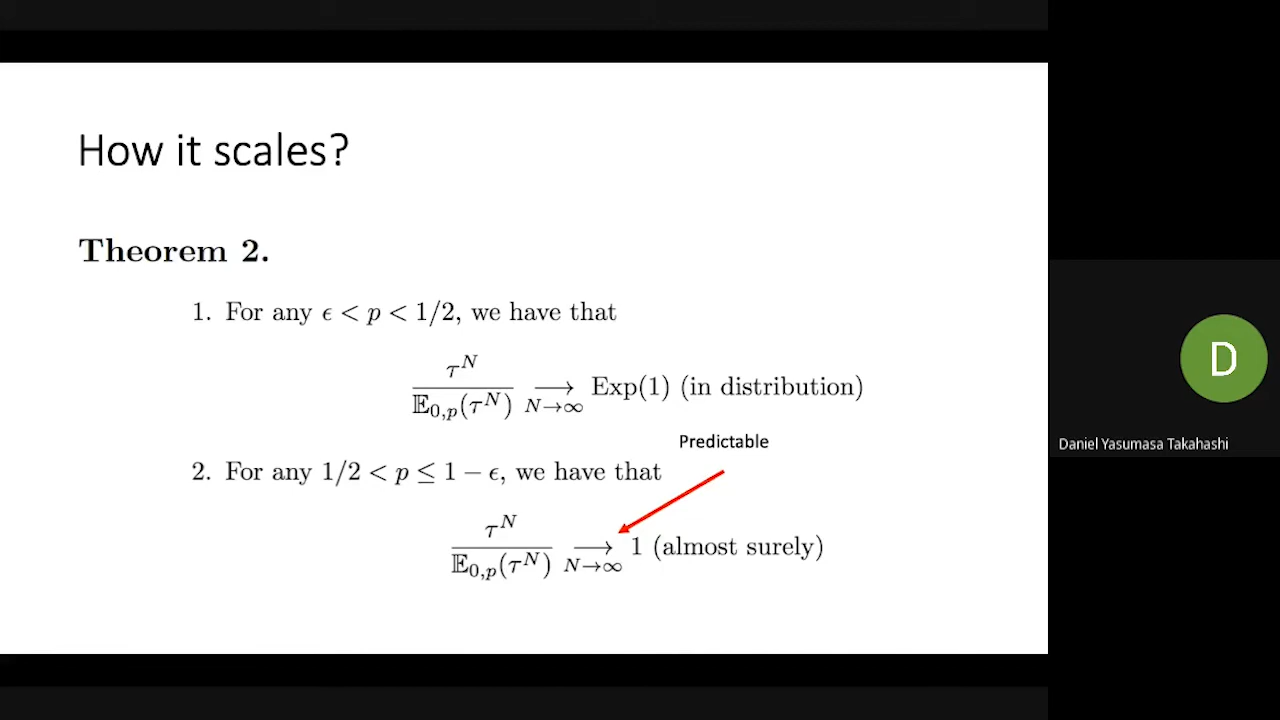 How it scales?
Theorem 2.
1. For any ϵ < p < 1/2, we have that
τ^N / 𝔼_{0,p}(τ^N) ⟶_{N→∞} Exp(1) (in distribution)
Predictable
2. For any 1/2 < p ≤ 1 − ϵ, we have that
τ^N / 𝔼_{0,p}(τ^N) ⟶_{N→∞} 1 (almost surely)
D
Daniel Yasumasa Takahashi